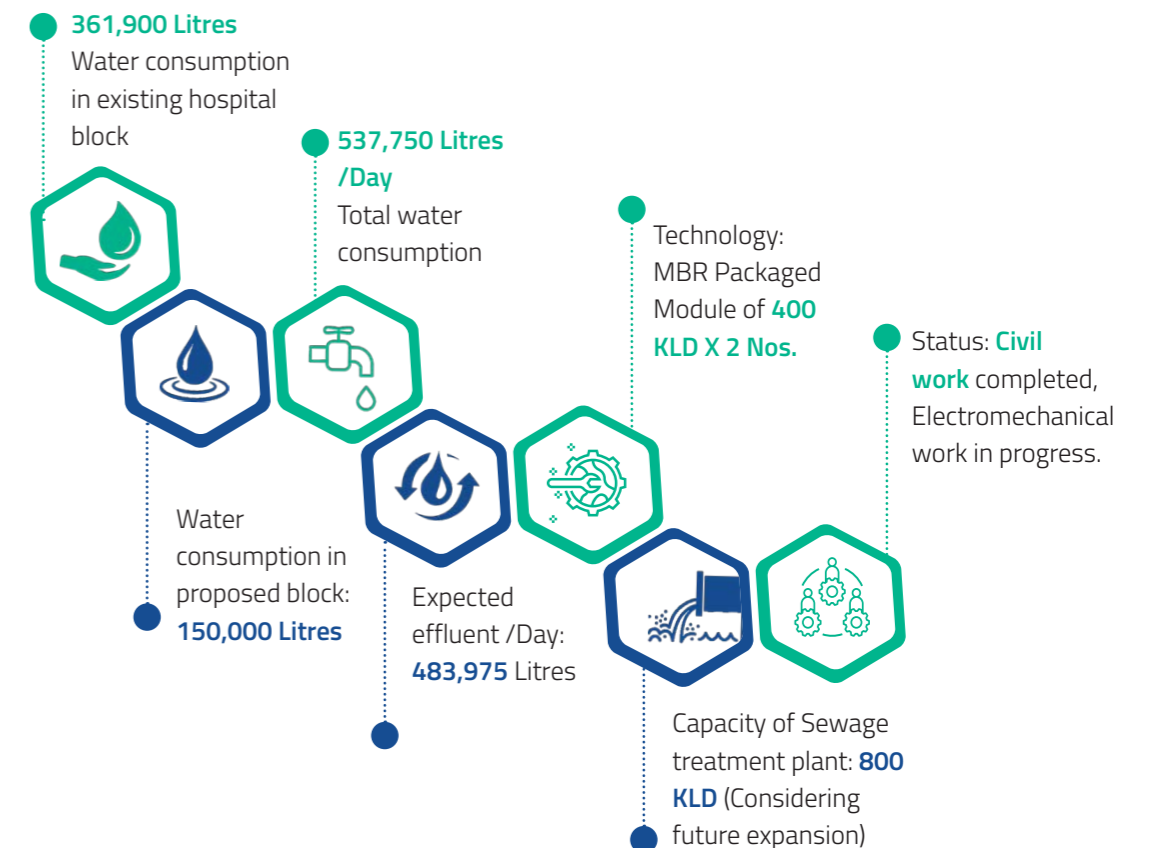 361,900 Litres
Water consumption
in existing hospital
block
537,750 Litres
/Day
Total water
consumption
Technology:
MBR Packaged
Module of 400
KLD X 2 Nos.
Status: Civil
work completed,
Electromechanical
work in progress.
Water
consumption in
proposed block:
150,000 Litres
Expected
effluent /Day:
483,975 Litres
Capacity of Sewage
treatment plant: 800
KLD (Considering
future expansion)